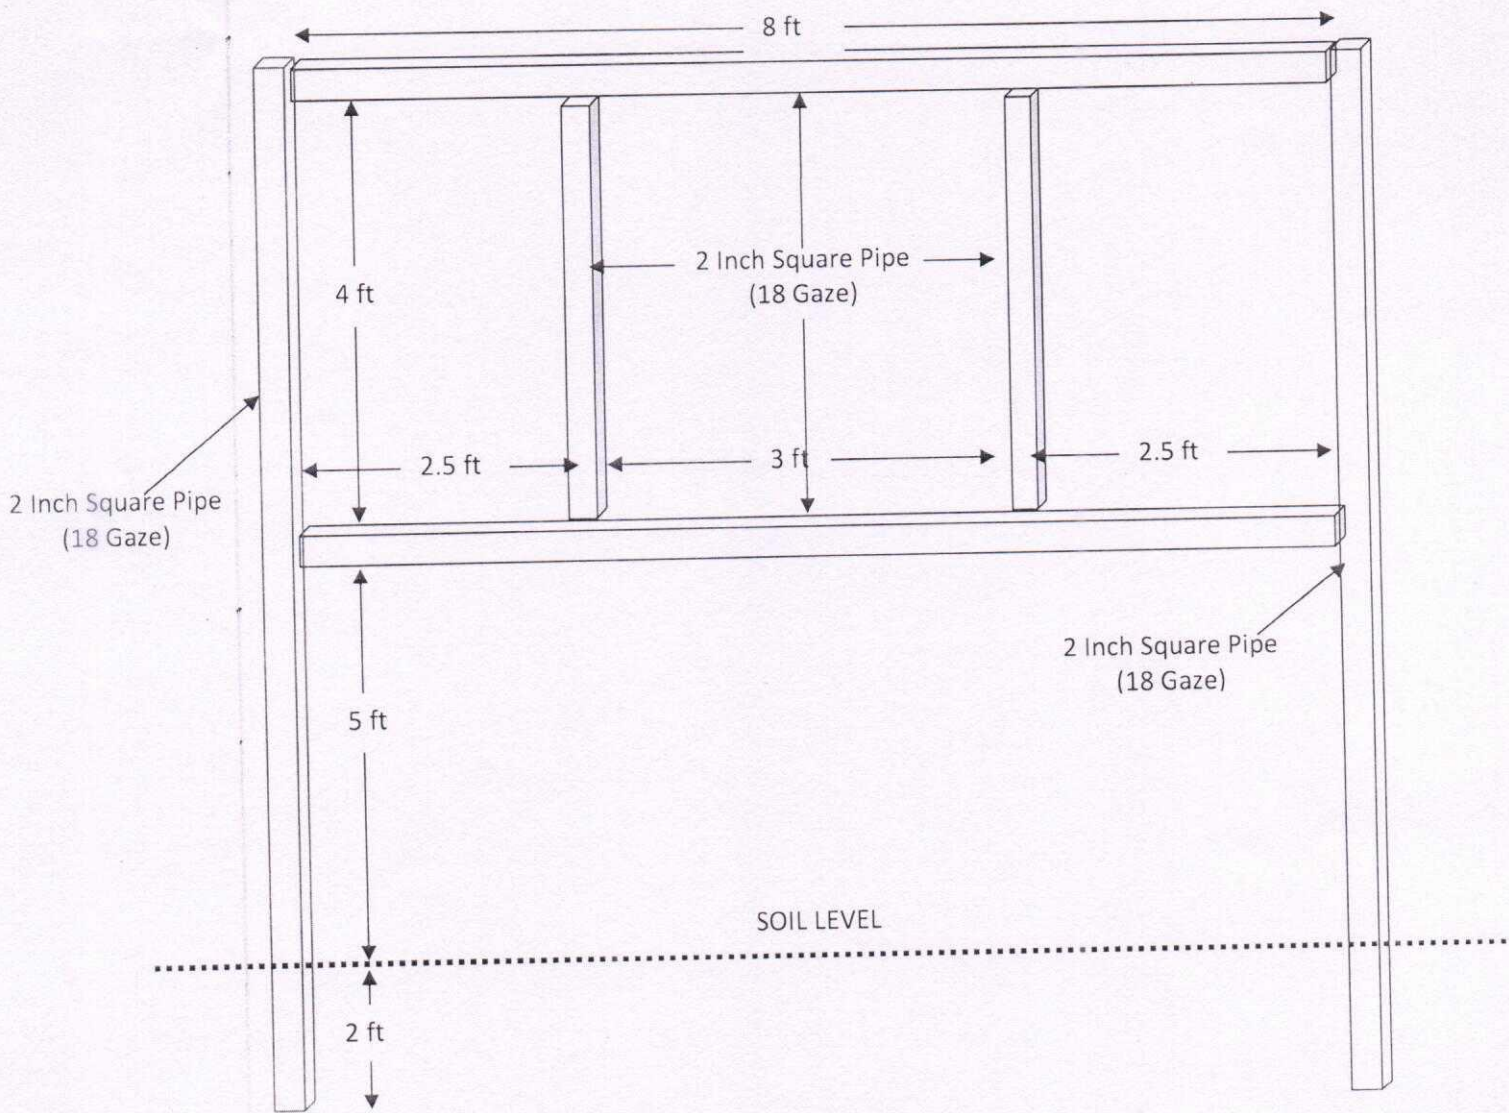 8 ft
2 Inch Square Pipe
(18 Gaze)
4 ft
2.5 ft
3 ft
2.5 ft
2 Inch Square Pipe
(18 Gaze)
2 Inch Square Pipe
(18 Gaze)
5 ft
SOIL LEVEL
2 ft